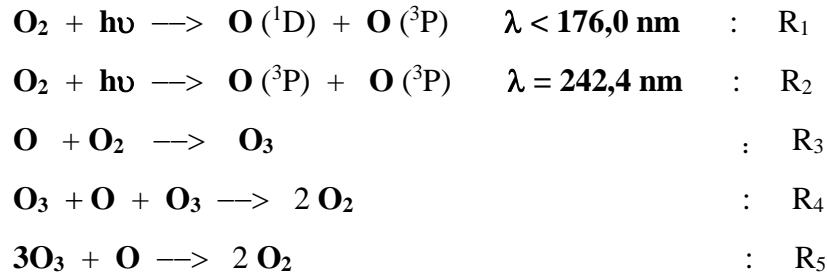 O₂ + hυ —> O (¹D) + O (³P) λ < 176,0 nm : R₁
O₂ + hυ —> O (³P) + O (³P) λ = 242,4 nm : R₂
O + O₂ —> O₃ : R₃
O₃ + O + O₃ —> 2 O₂ : R₄
3O₃ + O —> 2 O₂ : R₅